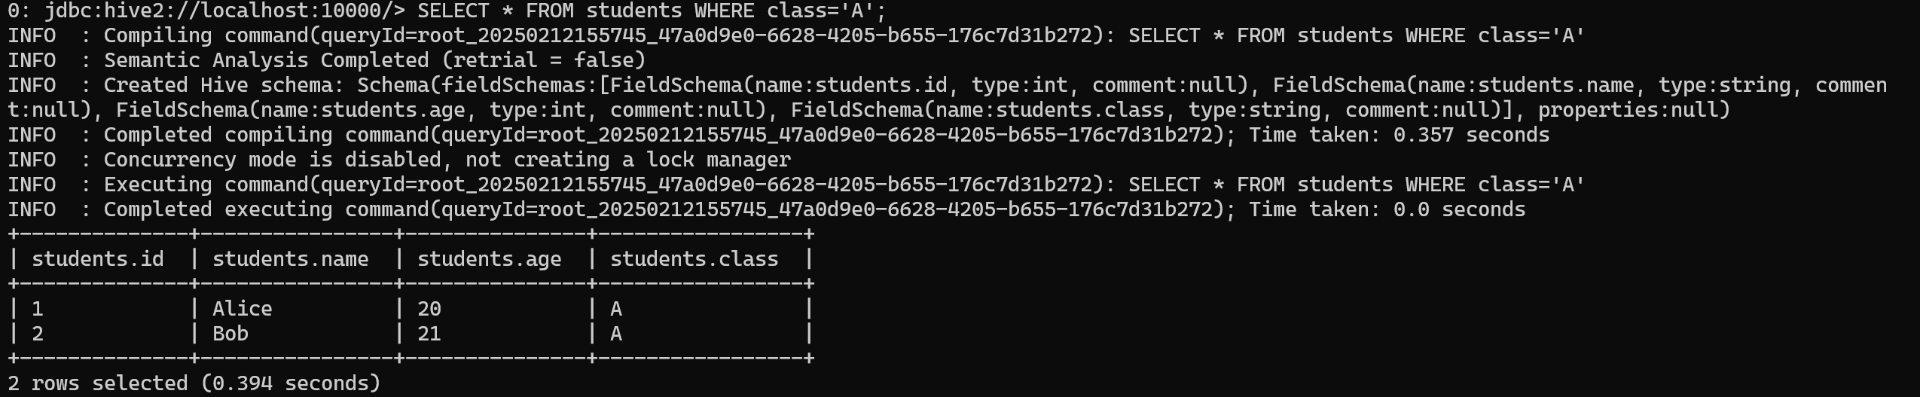 0: jdbc:hive2://localhost:10000/> SELECT * FROM students WHERE class='A';
INFO  : Compiling command(queryId=root_20250212155745_47a0d9e0-6628-4205-b655-176c7d31b272): SELECT * FROM students WHERE class='A'
INFO  : Semantic Analysis Completed (retrial = false)
INFO  : Created Hive schema: Schema(fieldSchemas:[FieldSchema(name:students.id, type:int, comment:null), FieldSchema(name:students.name, type:string, commen
t:null), FieldSchema(name:students.age, type:int, comment:null), FieldSchema(name:students.class, type:string, comment:null)], properties:null)
INFO  : Completed compiling command(queryId=root_20250212155745_47a0d9e0-6628-4205-b655-176c7d31b272); Time taken: 0.357 seconds
INFO  : Concurrency mode is disabled, not creating a lock manager
INFO  : Executing command(queryId=root_20250212155745_47a0d9e0-6628-4205-b655-176c7d31b272): SELECT * FROM students WHERE class='A'
INFO  : Completed executing command(queryId=root_20250212155745_47a0d9e0-6628-4205-b655-176c7d31b272); Time taken: 0.0 seconds
+--------------+----------------+---------------+-----------------+
| students.id  | students.name  | students.age  | students.class  |
+--------------+----------------+---------------+-----------------+
| 1            | Alice          | 20            | A               |
| 2            | Bob            | 21            | A               |
+--------------+----------------+---------------+-----------------+
2 rows selected (0.394 seconds)